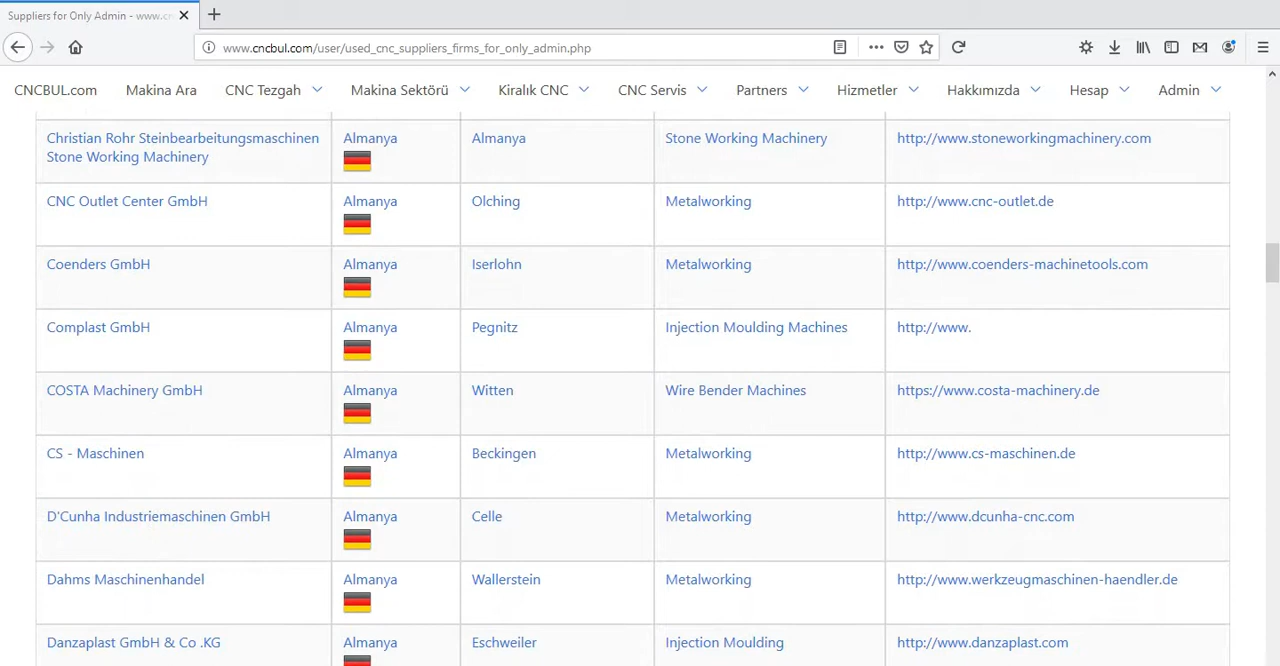 Suppliers for Only Admin - www.cn
www.cncbul.com/user/used_cnc_suppliers_firms_for_only_admin.php
CNCBUL.com Makina Ara CNC Tezgah Makina Sektörü Kiralık CNC CNC Servis Partners Hizmetler Hakkımızda Hesap Admin
Christian Rohr Steinbearbeitungsmaschinen Almanya Almanya Stone Working Machinery http://www.stoneworkingmachinery.com
Stone Working Machinery
CNC Outlet Center GmbH Almanya Olching Metalworking http://www.cnc-outlet.de
Coenders GmbH Almanya Iserlohn Metalworking http://www.coenders-machinetools.com
Complast GmbH Almanya Pegnitz Injection Moulding Machines http://www.
COSTA Machinery GmbH Almanya Witten Wire Bender Machines https://www.costa-machinery.de
CS - Maschinen Almanya Beckingen Metalworking http://www.cs-maschinen.de
D'Cunha Industriemaschinen GmbH Almanya Celle Metalworking http://www.dcunha-cnc.com
Dahms Maschinenhandel Almanya Wallerstein Metalworking http://www.werkzeugmaschinen-haendler.de
Danzaplast GmbH & Co .KG Almanya Eschweiler Injection Moulding http://www.danzaplast.com